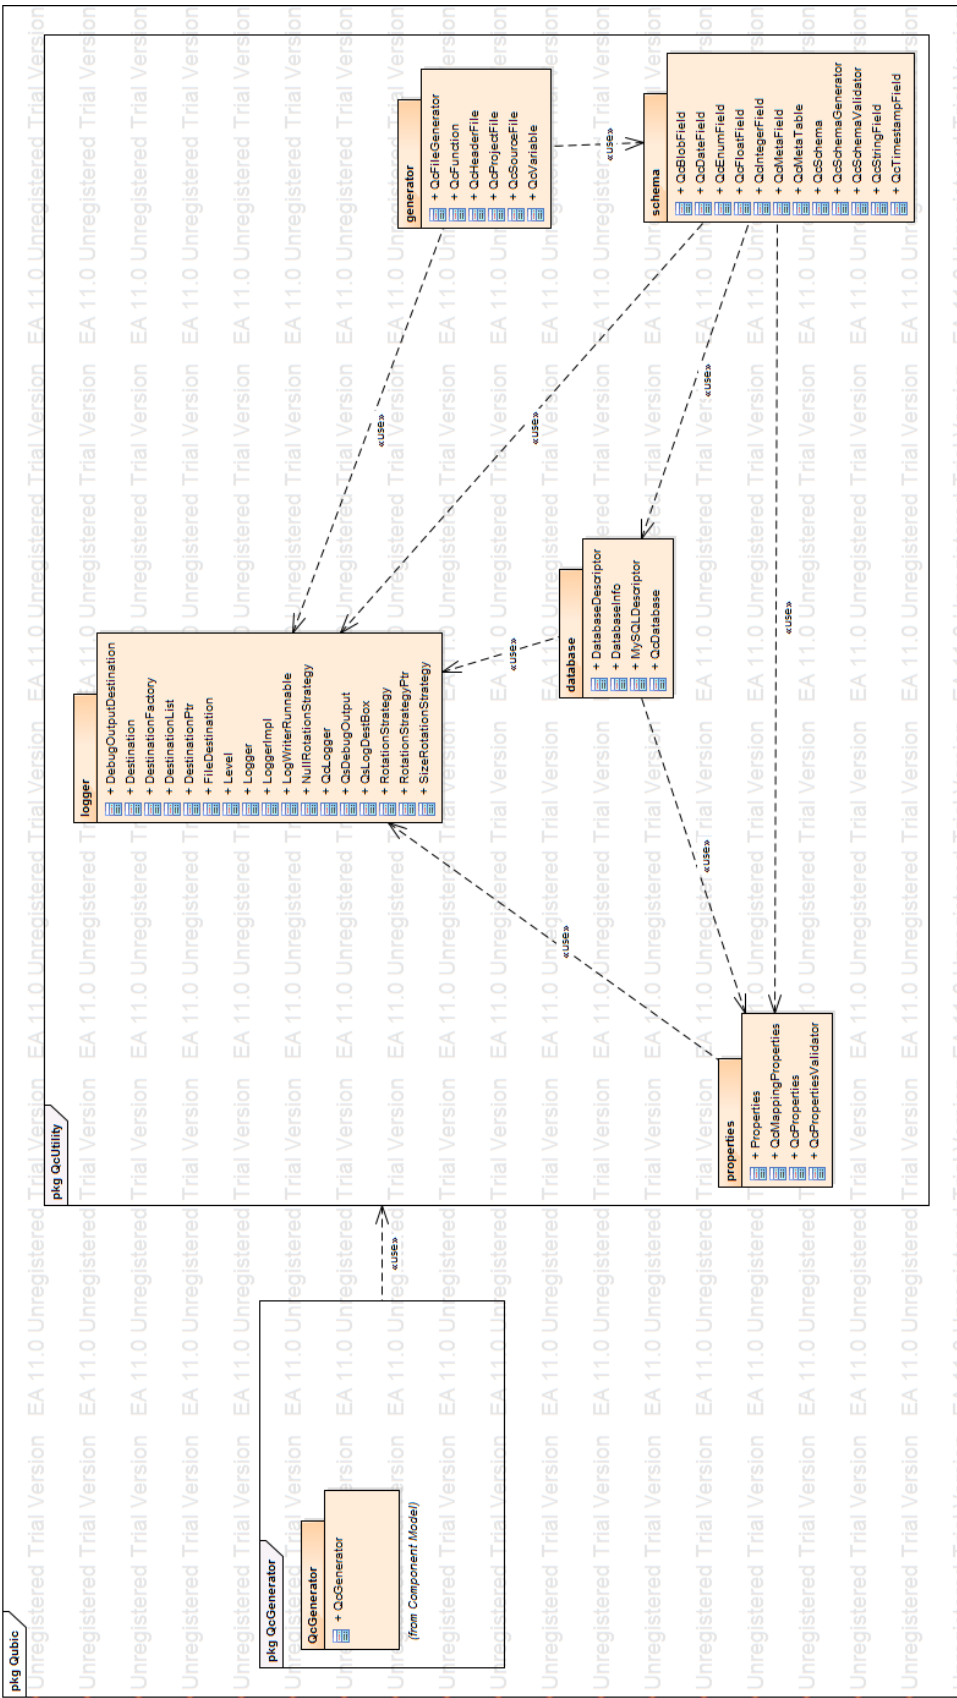 pkg Qubic
pkg QcGenerator
QcGenerator
+ QcGenerator
(from Component Model)
«use»
pkg QcUtility
logger
+ DebugOutputDestination
+ Destination
+ DestinationFactory
+ DestinationList
+ DestinationPtr
+ FileDestination
+ Level
+ Logger
+ LoggerImpl
+ LogWriterRunnable
+ NullRotationStrategy
+ QcLogger
+ QsDebugOutput
+ QsLogDestBox
+ RotationStrategy
+ RotationStrategyPtr
+ SizeRotationStrategy
generator
+ QcFileGenerator
+ QcFunction
+ QcHeaderFile
+ QcProjectFile
+ QcSourceFile
+ QcVariable
«use»
«use»
«use»
«use»
«use»
database
+ DatabaseDescriptor
+ DatabaseInfo
+ MySQLDescriptor
+ QcDatabase
schema
+ QcBlobField
+ QcDateField
+ QcEnumField
+ QcFloatField
+ QcIntegerField
+ QcMetaField
+ QcMetaTable
+ QcSchema
+ QcSchemaGenerator
+ QcSchemaValidator
+ QcStringField
+ QcTimestampField
«use»
«use»
«use»
properties
+ Properties
+ QcMappingProperties
+ QcProperties
+ QcPropertiesValidator
EA 11.0 Unregistered Trial Version